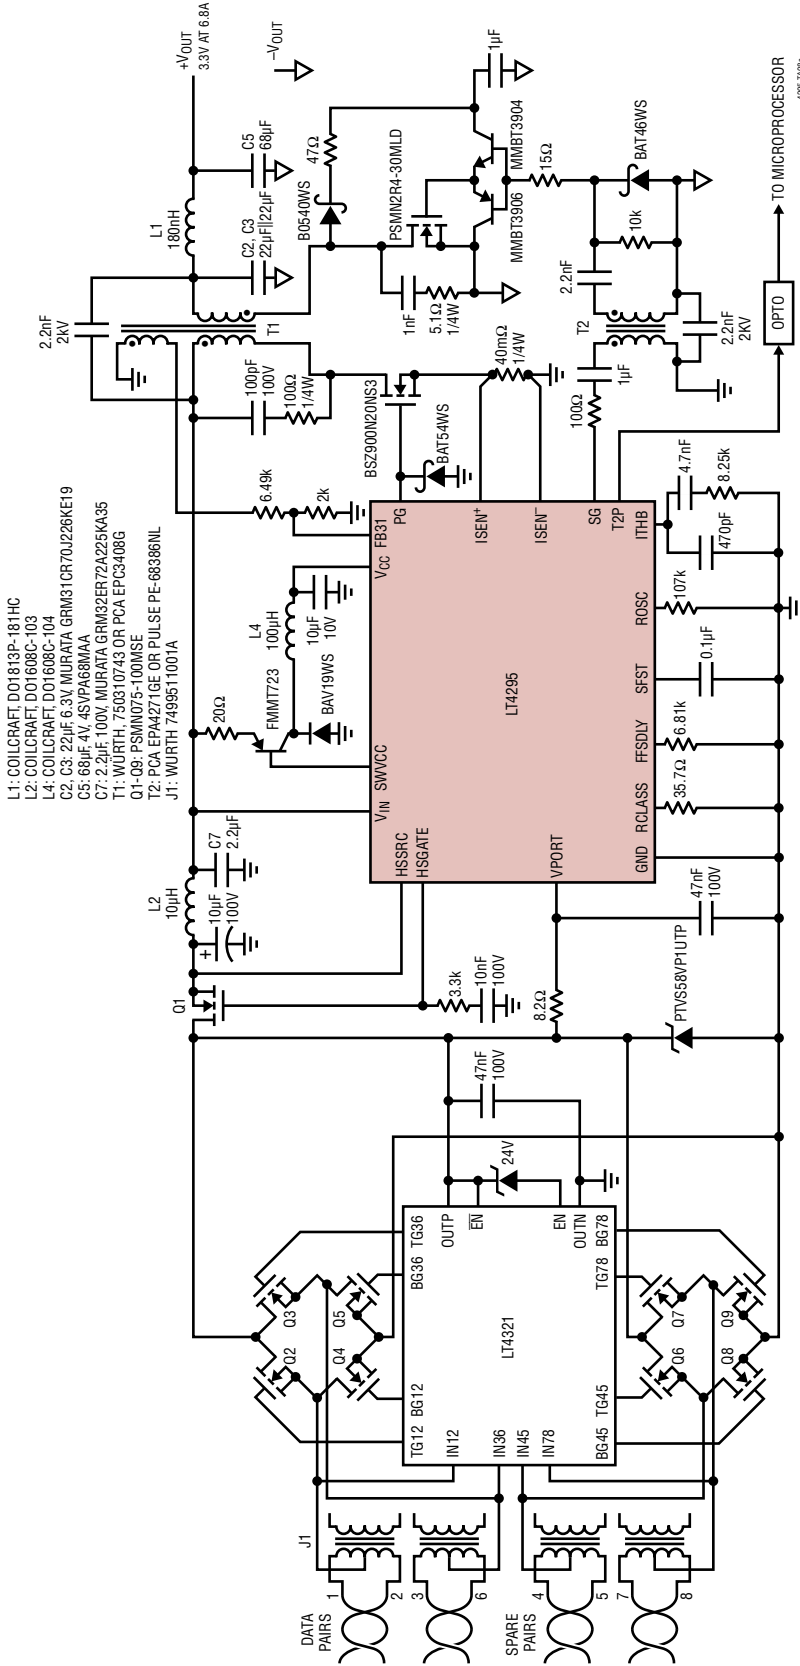 L1: COILCRAFT, DO1813P-181HC
L2: COILCRAFT, DO1608C-103
L4: COILCRAFT, DO1608C-104
C2, C3: 22µF, 6.3V, MURATA GRM31CR70J226KE19
C5: 68µF, 4V, 4SVPA68MAA
C7: 2.2µF, 100V, MURATA GRM32ER72A225KA35
T1: WÜRTH, 750310743 OR PCA EPC3408G
Q1-Q9: PSMN075-100MSE
T2: PCA EPA4271GE OR PULSE PE-68386NL
J1: WURTH 7499511001A
2.2nF
2kV
L1
180nH
+VOUT
3.3V AT 6.8A
–VOUT
T1
C2, C3
22µF||22µF
C5
68µF
100pF
100V
100Ω
1/4W
B0540WS
47Ω
1µF
PSMN2R4-30MLD
1nF
5.1Ω
1/4W
MMBT3906
MMBT3904
15Ω
BSZ900N20NS3
BAT54WS
40mΩ
1/4W
100Ω
1µF
T2
2.2nF
10k
BAT46WS
2.2nF
2KV
OPTO
TO MICROPROCESSOR
Q1
L2
10µH
+
10µF
100V
C7
2.2µF
20Ω
FMMT723
BAV19WS
L4
100µH
10µF
10V
6.49k
2k
3.3k
10nF
100V
8.2Ω
HSSRC
HSGATE
VIN
SWVCC
VCC
FB31
PG
VPORT
LT4295
ISEN+
ISEN–
SG
T2P
GND
RCLASS
FFSDLY
SFST
ROSC
ITHB
PTVS58VP1UTP
47nF
100V
35.7Ω
6.81k
0.1µF
107k
470pF
4.7nF
8.25k
Q2
Q3
Q4
Q5
TG12
BG12
BG36
TG36
J1
DATA
PAIRS
1
2
3
6
SPARE
PAIRS
4
5
7
8
IN12
IN36
IN45
IN78
LT4321
OUTP
EN
EN
OUTN
24V
47nF
100V
BG45
TG45
TG78
BG78
Q6
Q7
Q8
Q9